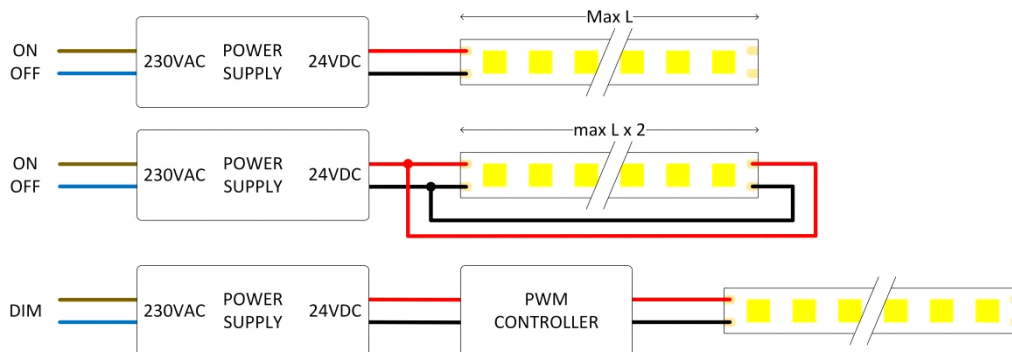 Max L
ON
OFF
230VAC
POWER
SUPPLY
24VDC
max L x 2
ON
OFF
230VAC
POWER
SUPPLY
24VDC
DIM
230VAC
POWER
SUPPLY
24VDC
PWM
CONTROLLER